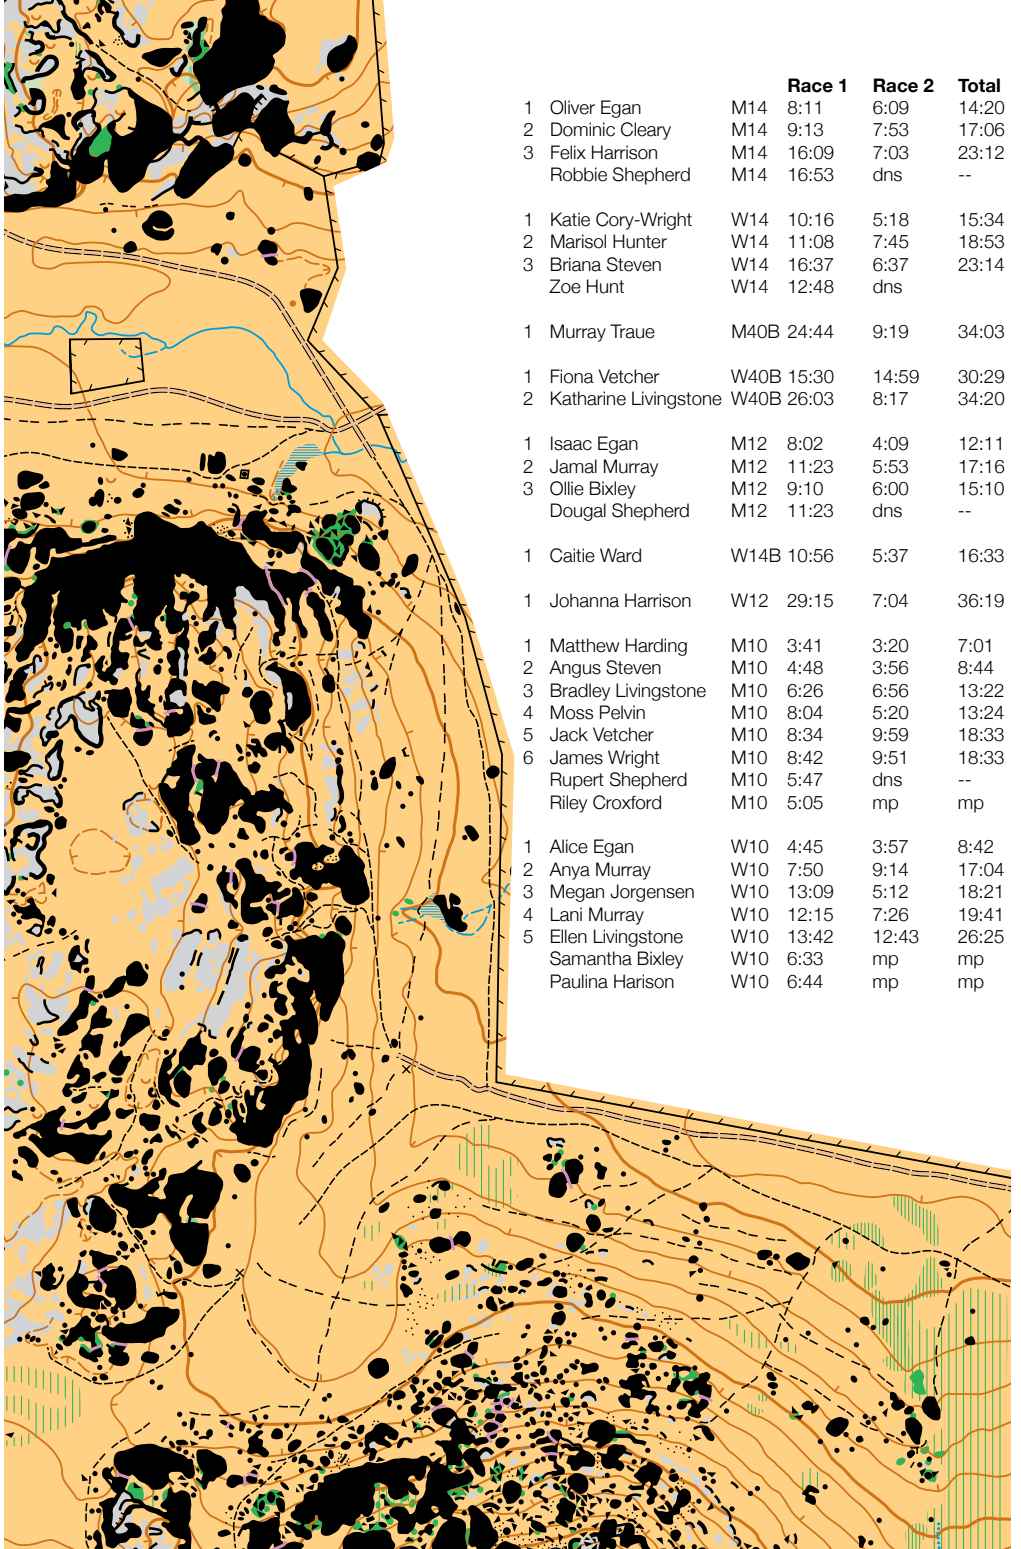 Race 1 Race 2 Total
1 Oliver Egan M14 8:11 6:09 14:20
2 Dominic Cleary M14 9:13 7:53 17:06
3 Felix Harrison M14 16:09 7:03 23:12
Robbie Shepherd M14 16:53 dns --
1 Katie Cory-Wright W14 10:16 5:18 15:34
2 Marisol Hunter W14 11:08 7:45 18:53
3 Briana Steven W14 16:37 6:37 23:14
Zoe Hunt W14 12:48 dns
1 Murray Traue M40B 24:44 9:19 34:03
1 Fiona Vetcher W40B 15:30 14:59 30:29
2 Katharine Livingstone W40B 26:03 8:17 34:20
1 Isaac Egan M12 8:02 4:09 12:11
2 Jamal Murray M12 11:23 5:53 17:16
3 Ollie Bixley M12 9:10 6:00 15:10
Dougal Shepherd M12 11:23 dns --
1 Caitie Ward W14B 10:56 5:37 16:33
1 Johanna Harrison W12 29:15 7:04 36:19
1 Matthew Harding M10 3:41 3:20 7:01
2 Angus Steven M10 4:48 3:56 8:44
3 Bradley Livingstone M10 6:26 6:56 13:22
4 Moss Pelvin M10 8:04 5:20 13:24
5 Jack Vetcher M10 8:34 9:59 18:33
6 James Wright M10 8:42 9:51 18:33
Rupert Shepherd M10 5:47 dns --
Riley Croxford M10 5:05 mp mp
1 Alice Egan W10 4:45 3:57 8:42
2 Anya Murray W10 7:50 9:14 17:04
3 Megan Jorgensen W10 13:09 5:12 18:21
4 Lani Murray W10 12:15 7:26 19:41
5 Ellen Livingstone W10 13:42 12:43 26:25
Samantha Bixley W10 6:33 mp mp
Paulina Harison W10 6:44 mp mp